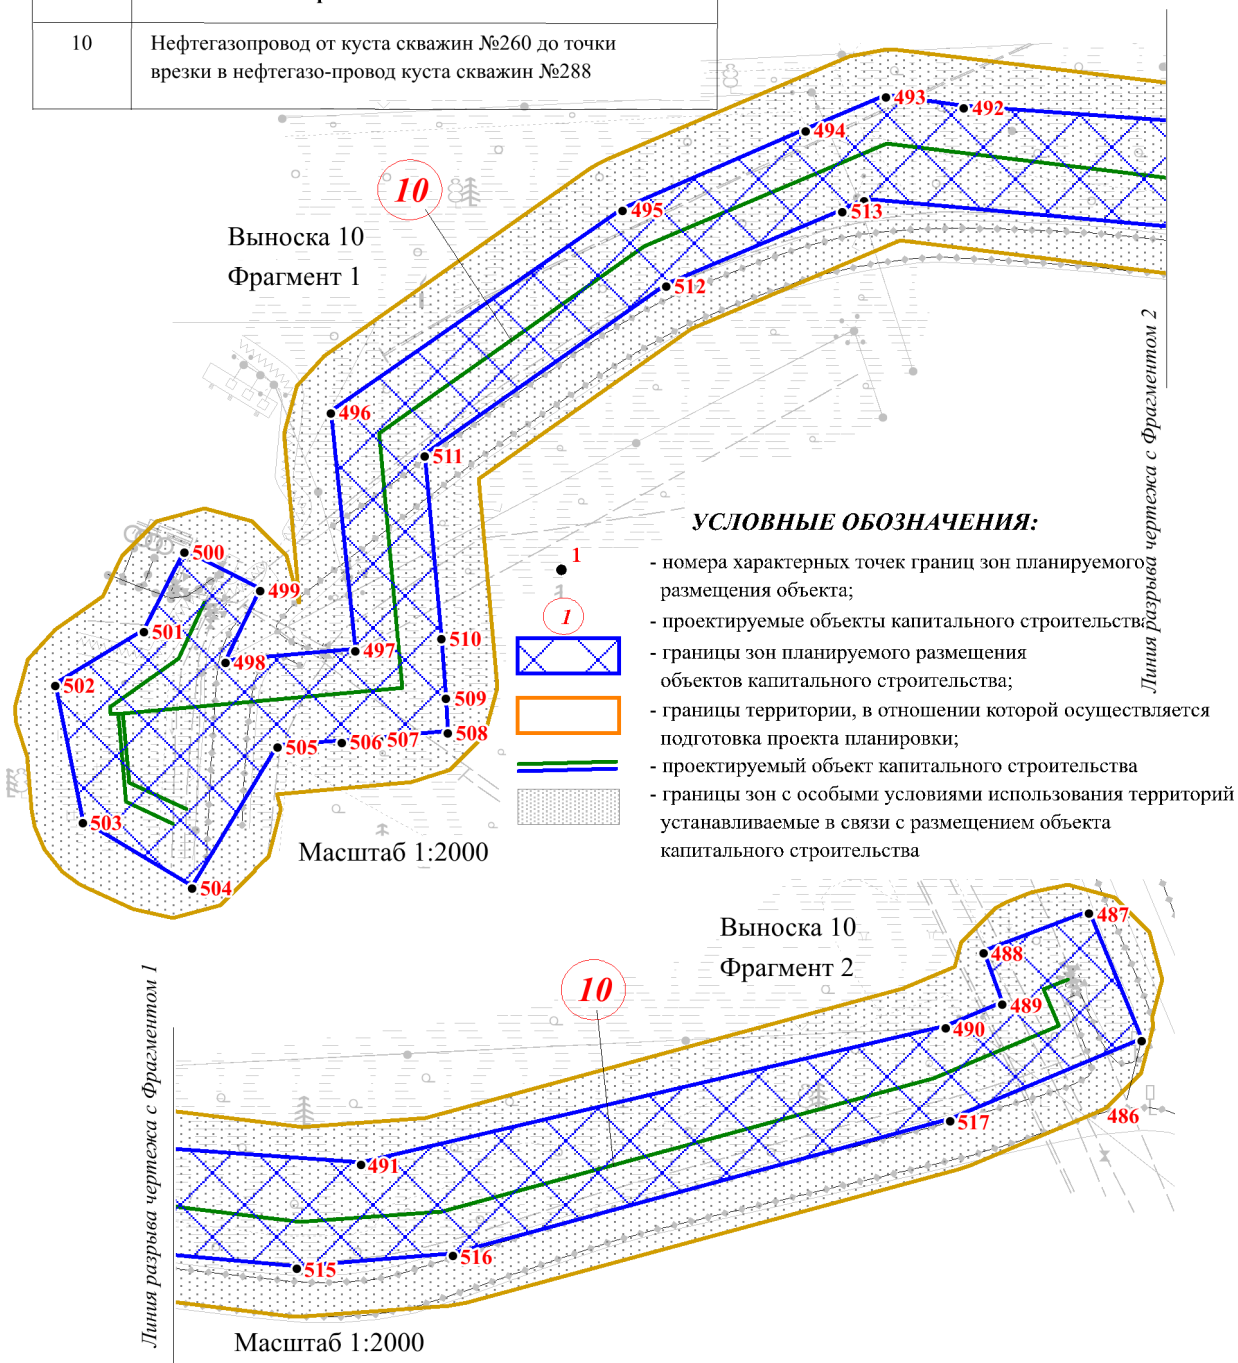 10
Нефтегазопровод от куста скважин №260 до точки
врезки в нефтегазо-провод куста скважин №288
493
492
494
10
495
513
Выноска 10
Фрагмент 1
512
Линия разрыва чертежа с Фрагментом 2
496
511
УСЛОВНЫЕ ОБОЗНАЧЕНИЯ:
500
1
- номера характерных точек границ зон планируемого
размещения объекта;
499
1
- проектируемые объекты капитального строительства
501
510
497
498
- границы зон планируемого размещения
объектов капитального строительства;
502
509
- границы территории, в отношении которой осуществляется
подготовка проекта планировки;
508
505
506
507
- проектируемый объект капитального строительства
- границы зон с особыми условиями использования территорий
устанавливаемые в связи с размещением объекта
капитального строительства
503
Масштаб 1:2000
504
Выноска 10
Фрагмент 2
487
488
10
489
490
Линия разрыва чертежа с Фрагментом 1
486
517
491
516
515
Масштаб 1:2000